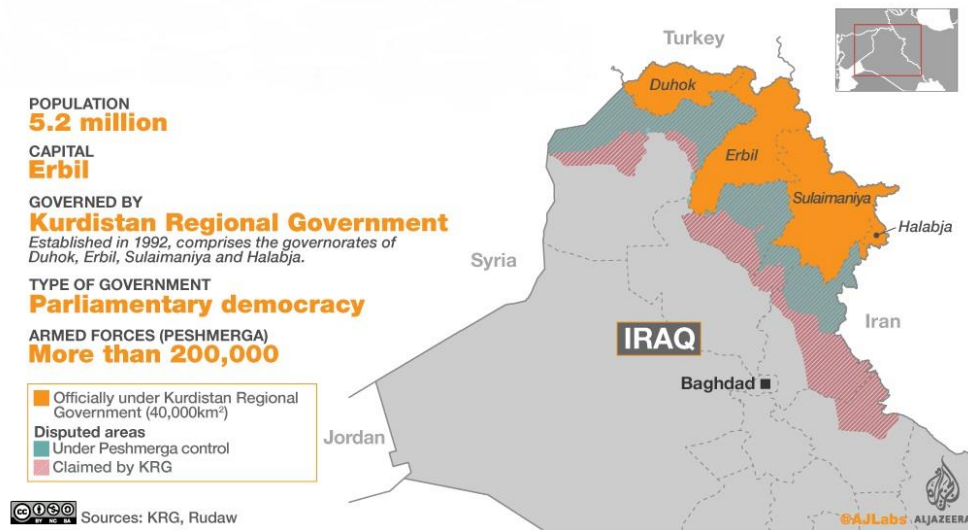 POPULATION
5.2 million
CAPITAL
Erbil
GOVERNED BY
Kurdistan Regional Government
Established in 1992, comprises the governorates of
Duhok, Erbil, Sulaimaniya and Halabja.
TYPE OF GOVERNMENT
Parliamentary democracy
ARMED FORCES (PESHMERGA)
More than 200,000
Officially under Kurdistan Regional
Government (40,000km²)
Disputed areas
Under Peshmerga control
Claimed by KRG
BY NC SA
Sources: KRG, Rudaw
Turkey
Duhok
Erbil
Sulaimaniya
Halabja
Syria
Iran
IRAQ
Baghdad
Jordan
@AJLabs
ALJAZEERA